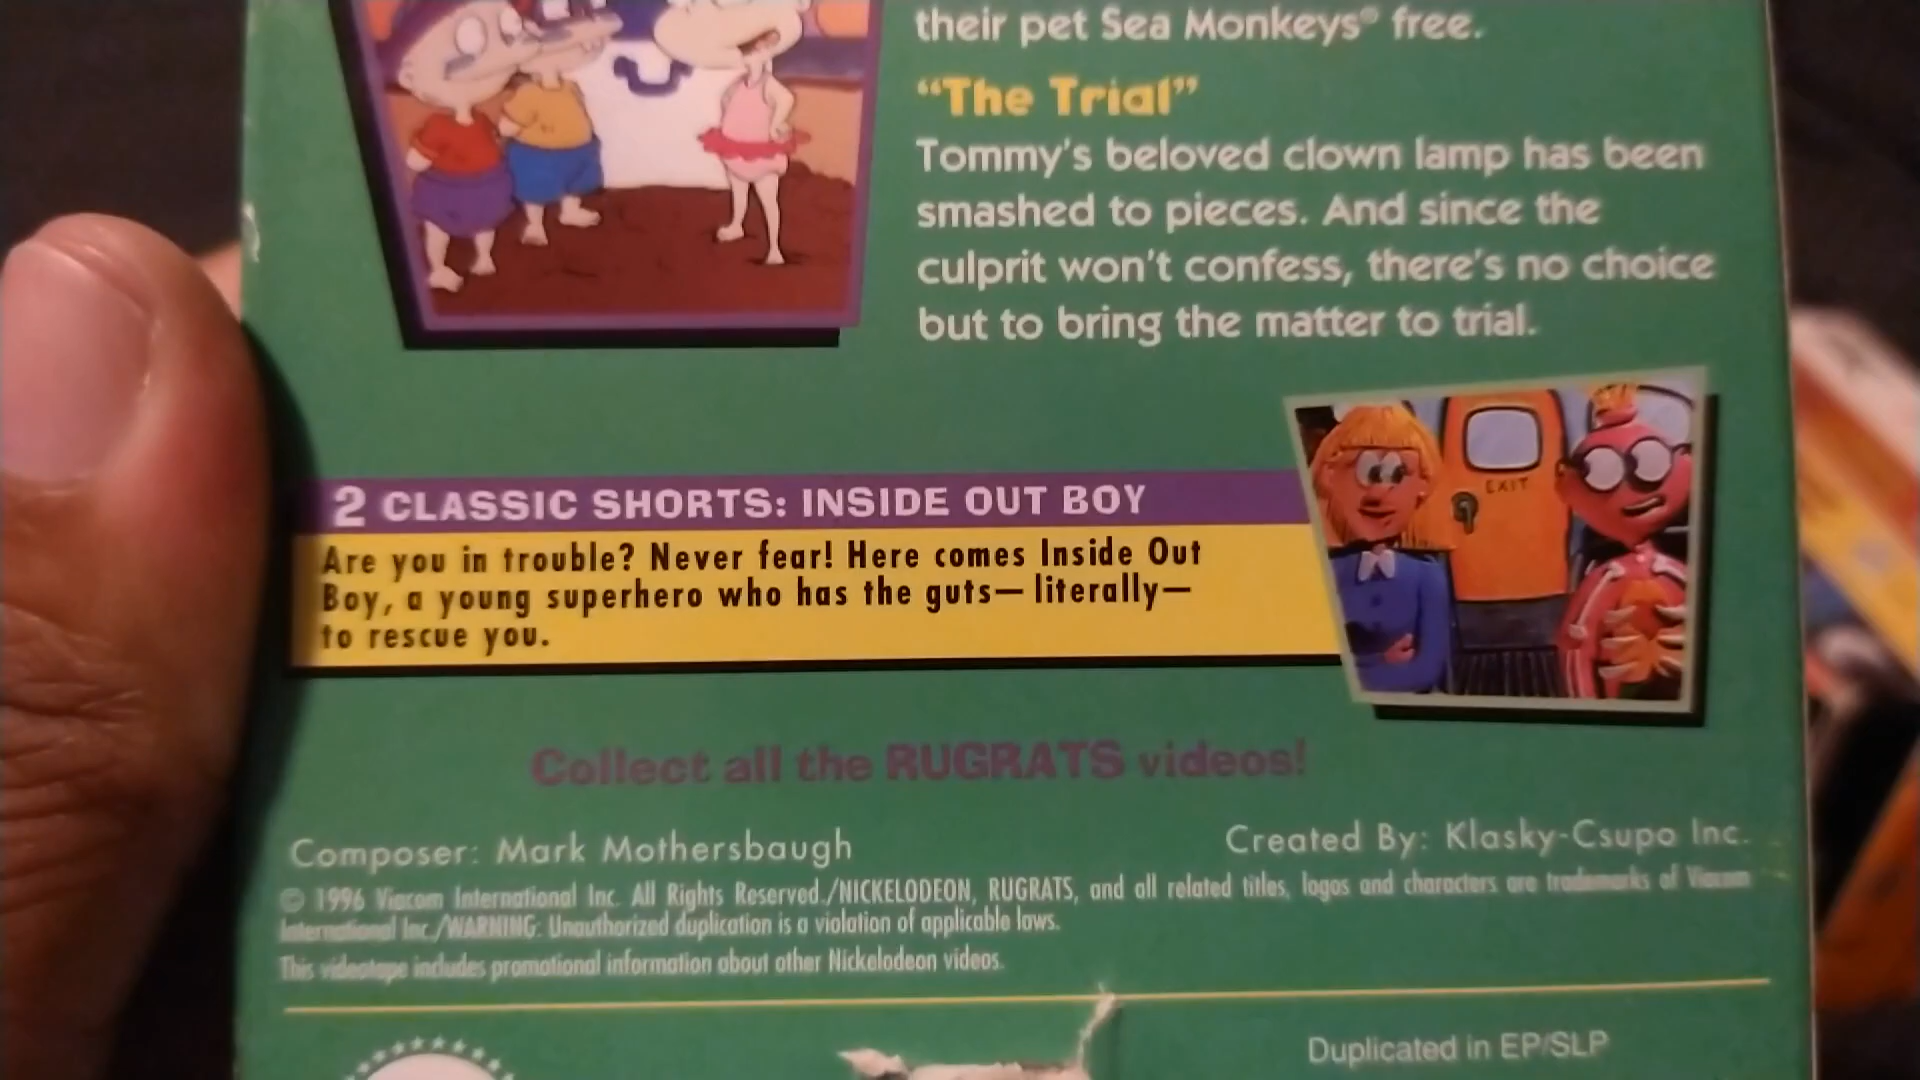 their pet Sea Monkeys® free.
“The Trial”
Tommy's beloved clown lamp has been
smashed to pieces. And since the
culprit won't confess, there's no choice
but to bring the matter to trial.
EXIT
2 CLASSIC SHORTS: INSIDE OUT BOY
Are you in trouble? Never fear! Here comes Inside Out
Boy, a young superhero who has the guts—literally—
to rescue you.
Collect all the RUGRATS videos!
Composer: Mark Mothersbaugh
Created By: Klasky-Csupo Inc.
© 1996 Viacom International Inc. All Rights Reserved./NICKELODEON, RUGRATS, and all related titles, logos and characters are trademarks of Viacom
International Inc./WARNING: Unauthorized duplication is a violation of applicable laws.
This videotape includes promotional information about other Nickelodeon videos.
Duplicated in EP/SLP